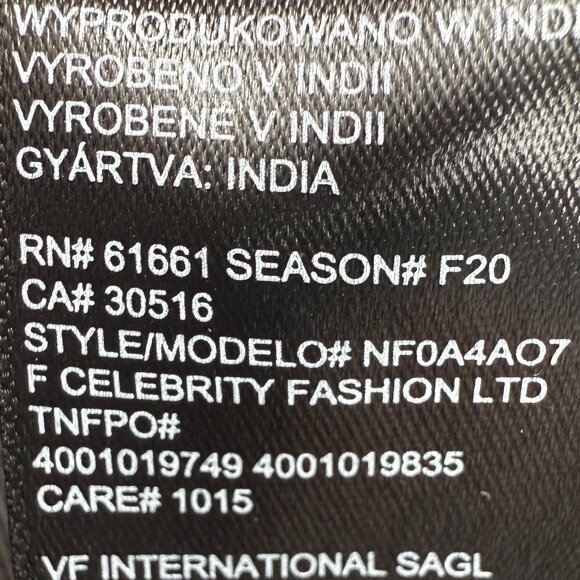 WYPRODUKOWANO W INDI
VYROBENO V INDII
VYROBENÉ V INDII
GYÁRTVA: INDIA
RN# 61661 SEASON# F20
CA# 30516
STYLE/MODELO# NF0A4AO7
F CELEBRITY FASHION LTD
TNFPO#
4001019749 4001019835
CARE# 1015
VF INTERNATIONAL SAGL